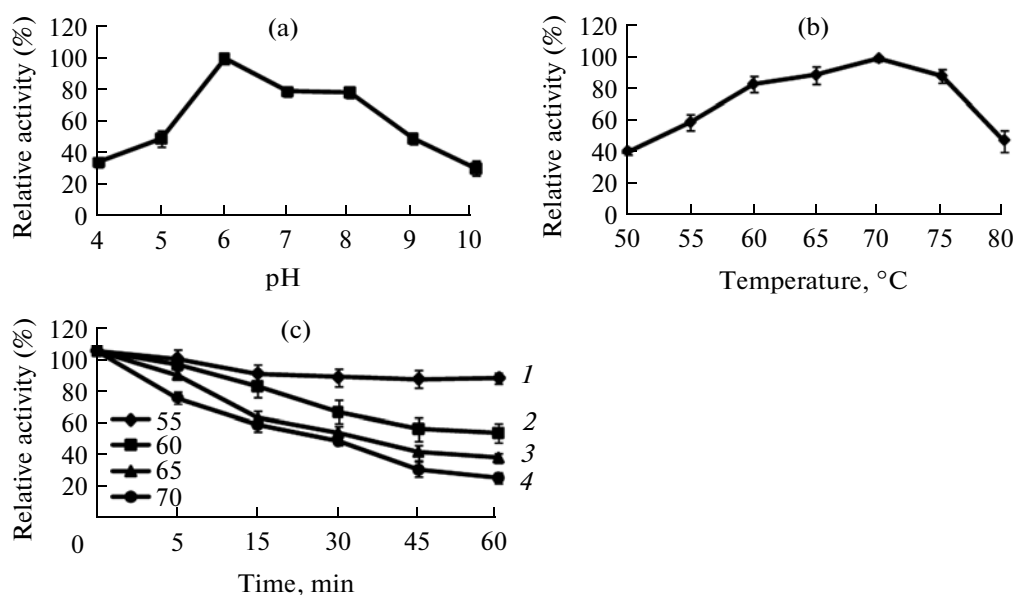 (a)
Relative activity (%)
120
100
80
60
40
20
0
4 5 6 7 8 9 10
pH
(b)
Relative activity (%)
120
100
80
60
40
20
0
50 55 60 65 70 75 80
Temperature, °C
(c)
Relative activity (%)
120
100
80
60
40
20
55
60
65
70
1
2
3
4
0 5 15 30 45 60
Time, min